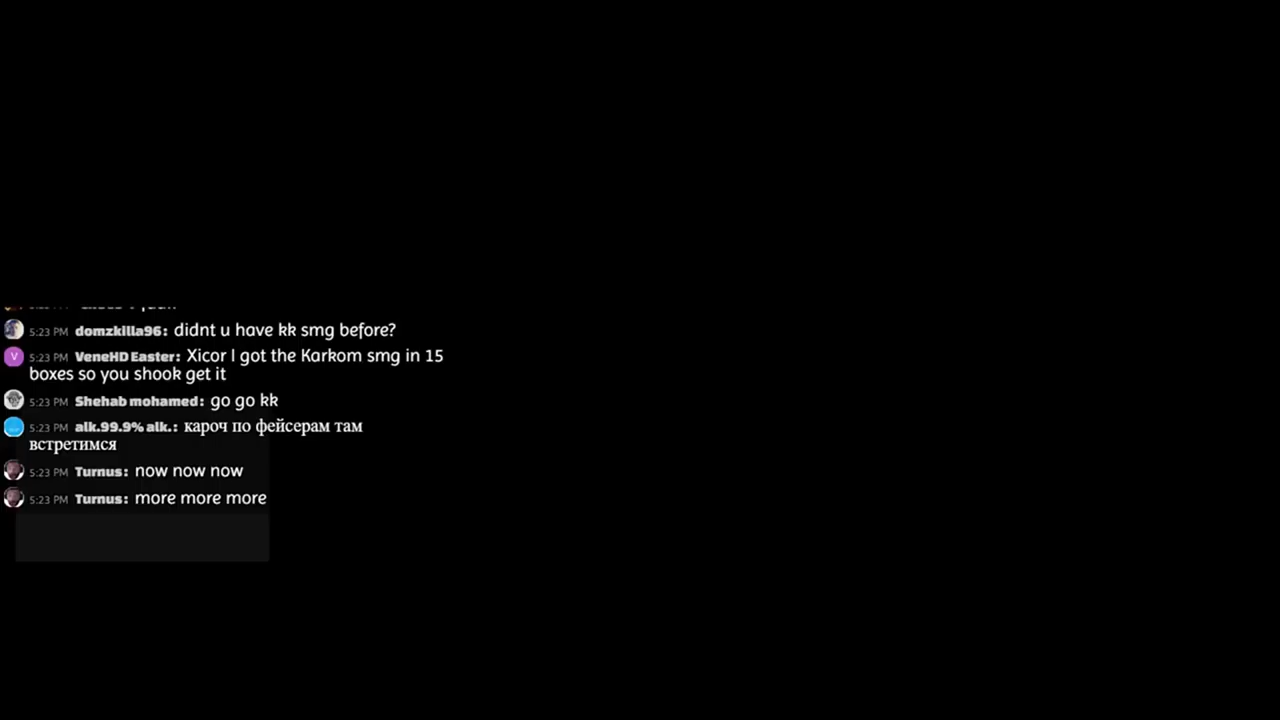 5:23 PM domzkilla96: didnt u have kk smg before?
5:23 PM VeneHD Easter: Xicor I got the Karkom smg in 15
boxes so you shook get it
5:23 PM Shehab mohamed: go go kk
5:23 PM alk.99.9% alk.: кароч по фейсерам там
встретимся
5:23 PM Turnus: now now now
5:23 PM Turnus: more more more